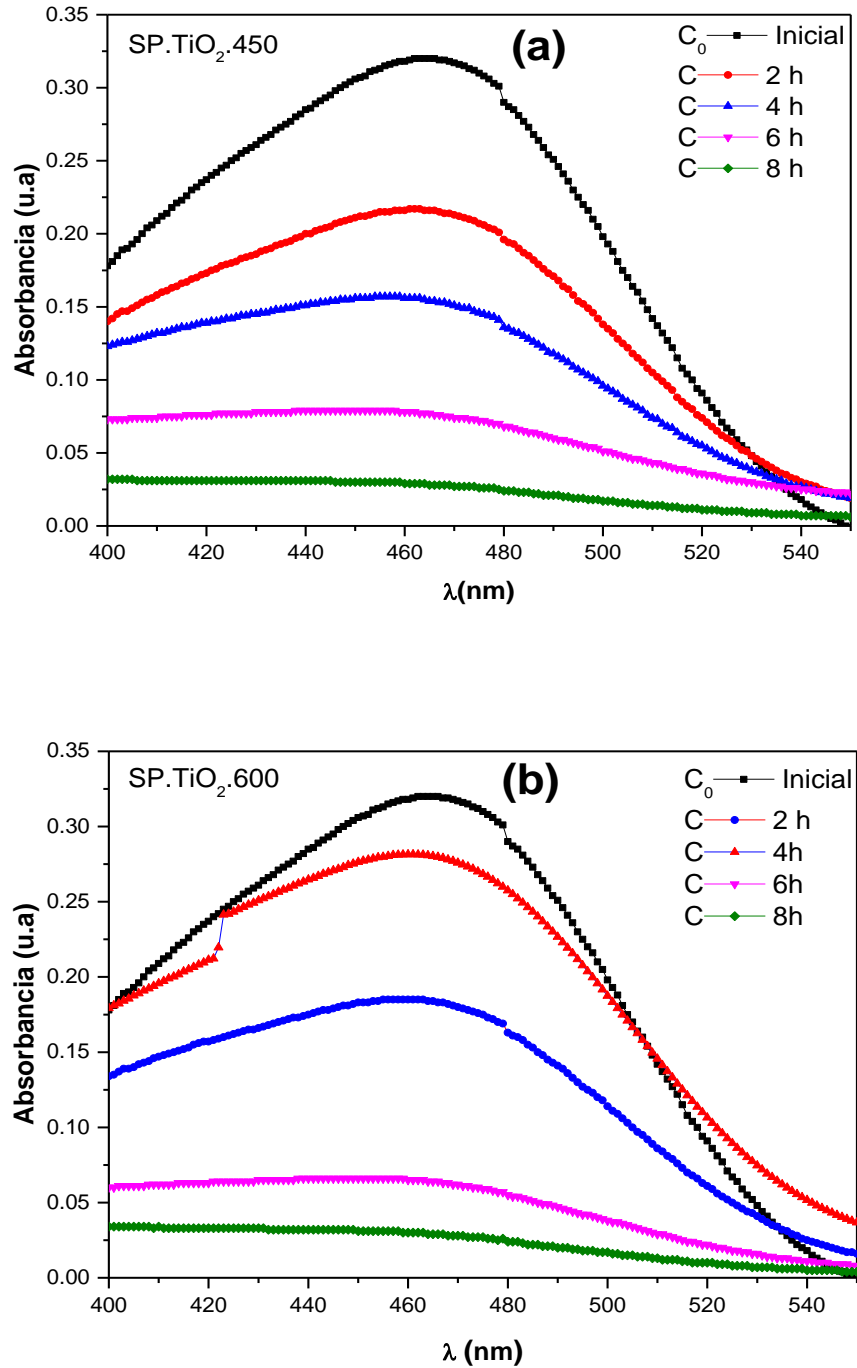 SP.TiO₂.450
(a)
C₀ Inicial
C 2 h
C 4 h
C 6 h
C 8 h
Absorbancia (u.a)
0.35
0.30
0.25
0.20
0.15
0.10
0.05
0.00
400 420 440 460 480 500 520 540
λ(nm)
SP.TiO₂.600
(b)
C₀ Inicial
C 2 h
C 4h
C 6h
C 8h
Absorbancia (u.a)
0.35
0.30
0.25
0.20
0.15
0.10
0.05
0.00
400 420 440 460 480 500 520 540
λ (nm)